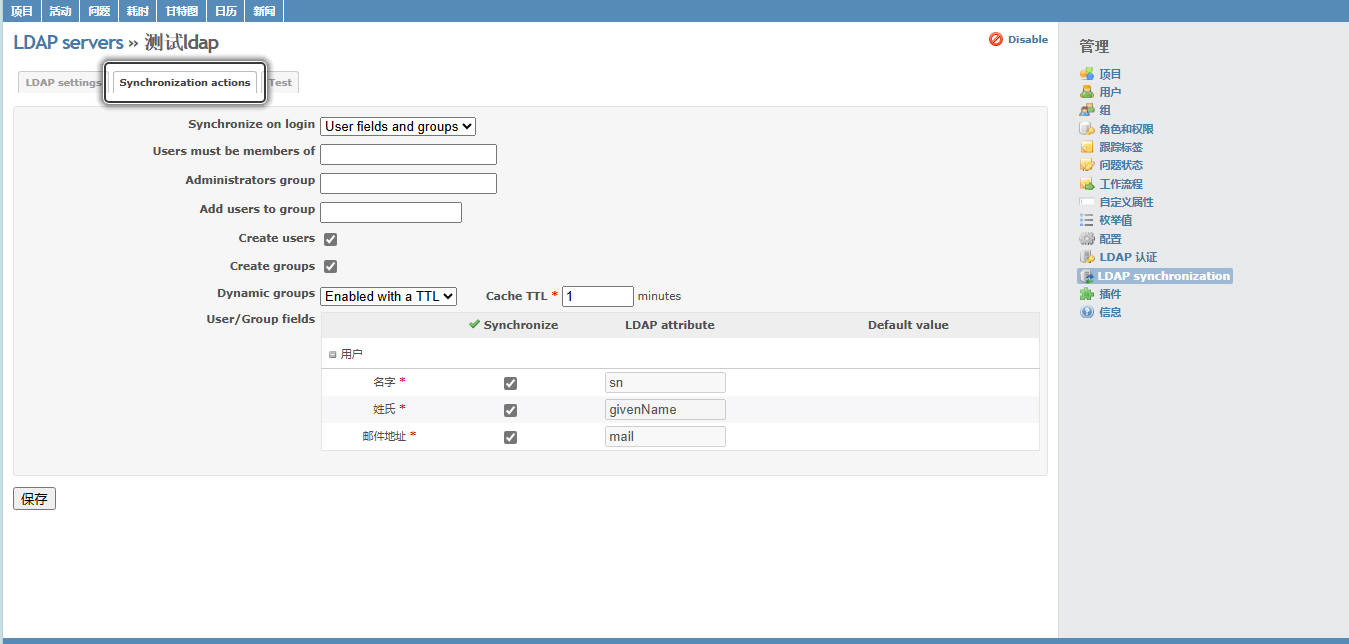 项目 活动 问题 耗时 甘特图 日历 新闻
LDAP servers » 测试ldap
Disable
LDAP settings Synchronization actions Test
Synchronize on login User fields and groups
Users must be members of
Administrators group
Add users to group
Create users
Create groups
Dynamic groups Enabled with a TTL Cache TTL * 1 minutes
User/Group fields Synchronize LDAP attribute Default value
用户
名字 * sn
姓氏 * givenName
邮件地址 * mail
保存
管理
项目
用户
组
角色和权限
跟踪标签
问题状态
工作流程
自定义属性
枚举值
配置
LDAP 认证
LDAP synchronization
插件
信息